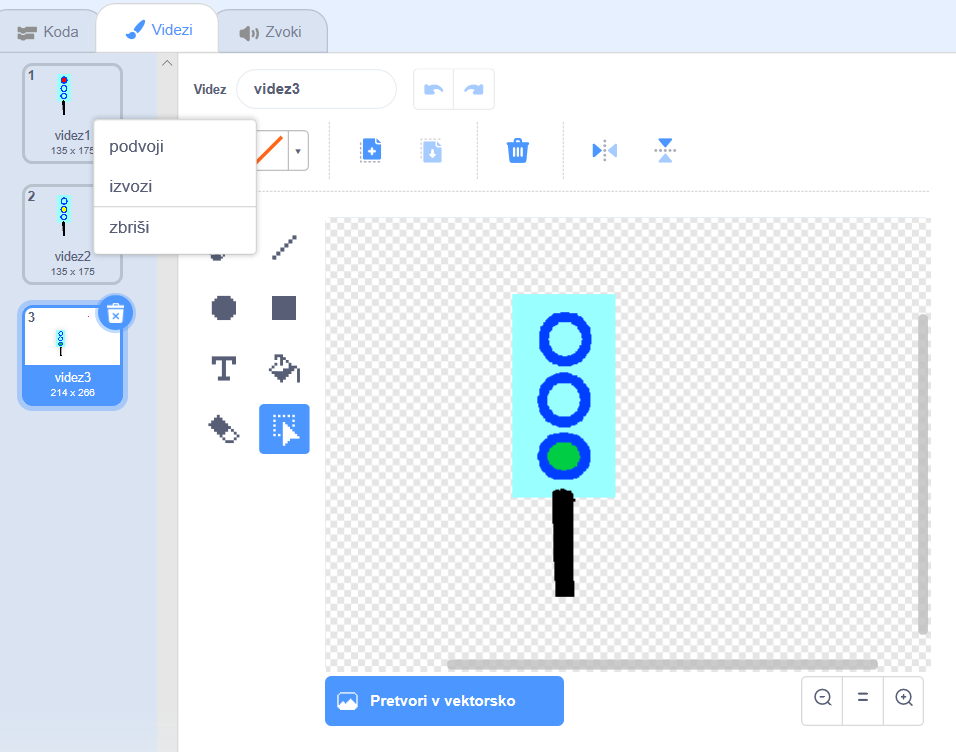 Koda
Videzi
Zvoki
1
videz1
135 x 175
podvoji
izvozi
zbriši
2
videz2
135 x 175
3
videz3
214 x 266
Videz
videz3
T
Pretvori v vektorsko